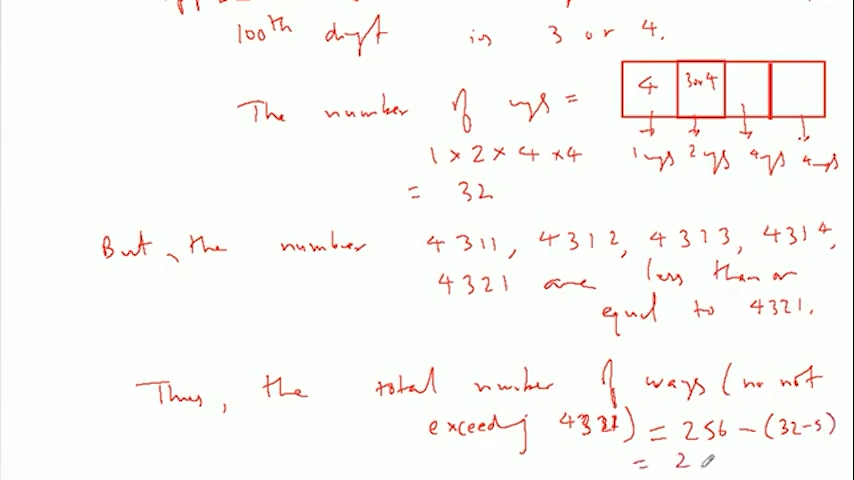 100th digit is 3 or 4.
4 3 or 4
The number of ways =
1 ways 2 ways 4 ways 4 ways
1 × 2 × 4 × 4
= 32
But, the number 4311, 4312, 4313, 4314,
4321 are less than or
equal to 4321.
Thus, the total number of ways (no not
exceeding 4321) = 256 - (32-5)
= 2